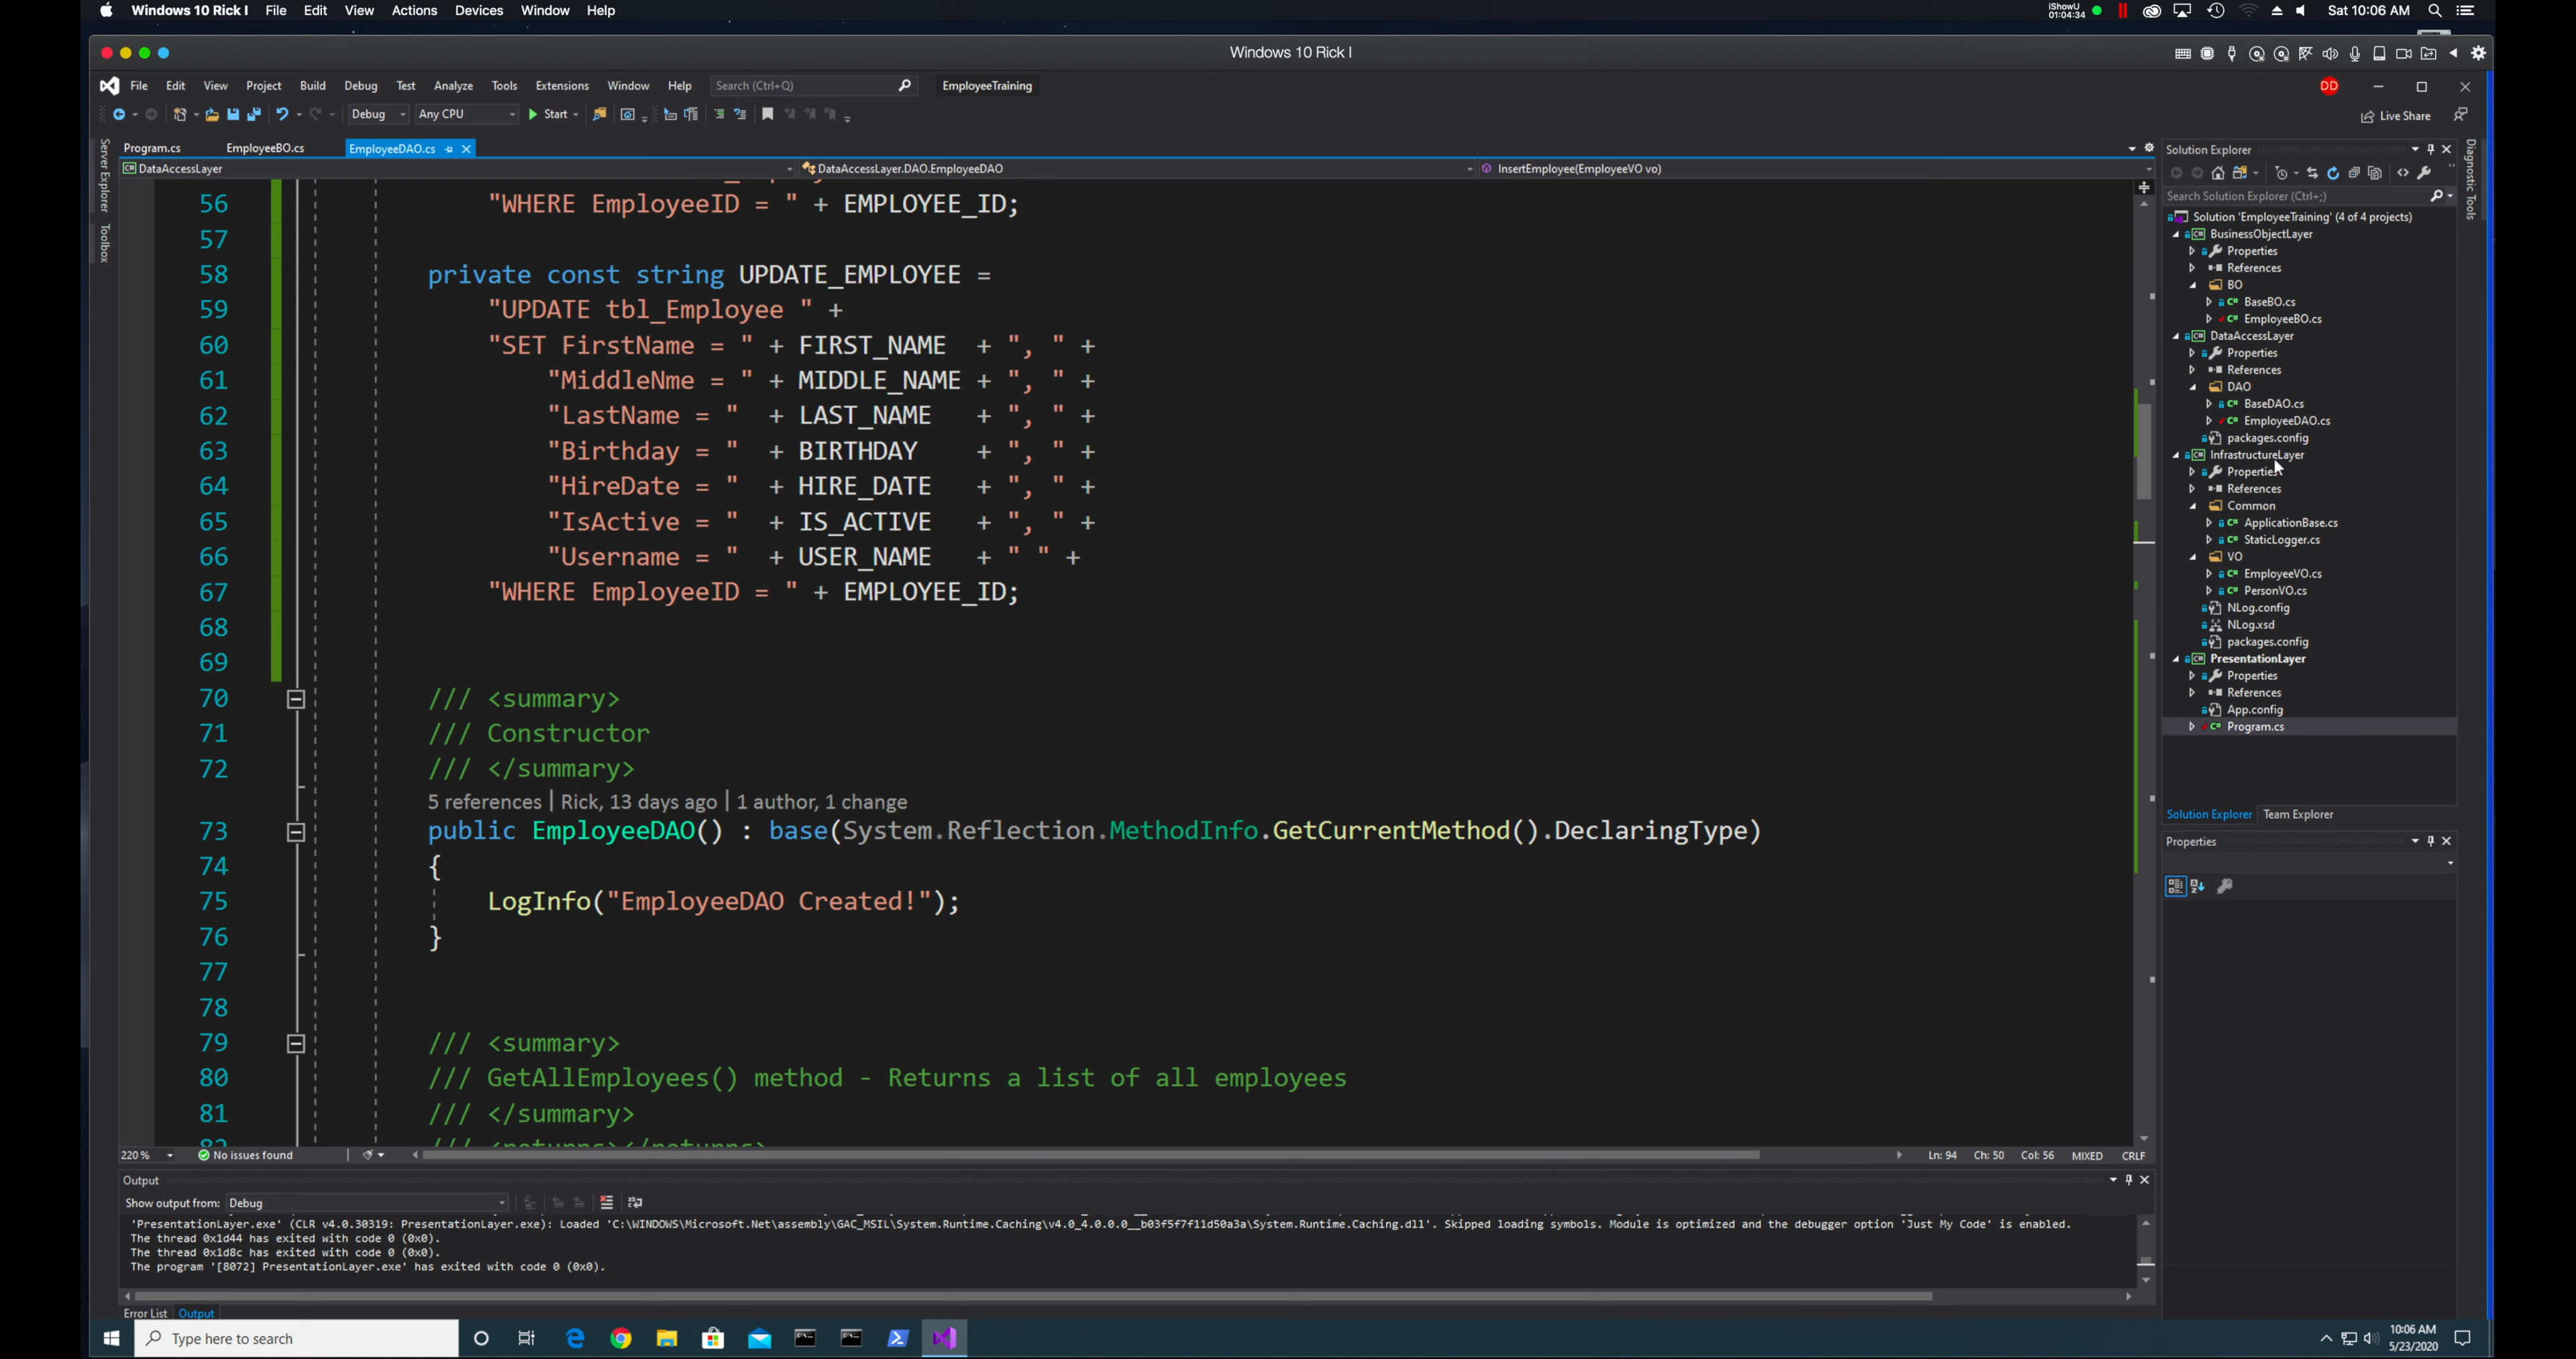 Windows 10 Rick I File Edit View Actions Devices Window Help
iShowU
01:04:34
Sat 10:06 AM
Windows 10 Rick I
File Edit View Project Build Debug Test Analyze Tools Extensions Window Help Search (Ctrl+Q) EmployeeTraining DD
Debug Any CPU Start Live Share
Server Explorer
Toolbox
Program.cs EmployeeBO.cs EmployeeDAO.cs
DataAccessLayer DataAccessLayer.DAO.EmployeeDAO InsertEmployee(EmployeeVO vo)
56 "WHERE EmployeeID = " + EMPLOYEE_ID;
57
58 private const string UPDATE_EMPLOYEE =
59 "UPDATE tbl_Employee " +
60 "SET FirstName = " + FIRST_NAME + ", " +
61 "MiddleNme = " + MIDDLE_NAME + ", " +
62 "LastName = " + LAST_NAME + ", " +
63 "Birthday = " + BIRTHDAY + ", " +
64 "HireDate = " + HIRE_DATE + ", " +
65 "IsActive = " + IS_ACTIVE + ", " +
66 "Username = " + USER_NAME + " " +
67 "WHERE EmployeeID = " + EMPLOYEE_ID;
68
69
70 /// <summary>
71 /// Constructor
72 /// </summary>
5 references | Rick, 13 days ago | 1 author, 1 change
73 public EmployeeDAO() : base(System.Reflection.MethodInfo.GetCurrentMethod().DeclaringType)
74 {
75 LogInfo("EmployeeDAO Created!");
76 }
77
78
79 /// <summary>
80 /// GetAllEmployees() method - Returns a list of all employees
81 /// </summary>
82 /// <returns></returns>
220 % No issues found Ln: 94 Ch: 50 Col: 56 MIXED CRLF
Output
Show output from: Debug
'PresentationLayer.exe' (CLR v4.0.30319: PresentationLayer.exe): Loaded 'C:\WINDOWS\Microsoft.Net\assembly\GAC_MSIL\System.Runtime.Caching\v4.0_4.0.0.0__b03f5f7f11d50a3a\System.Runtime.Caching.dll'. Skipped loading symbols. Module is optimized and the debugger option 'Just My Code' is enabled.
The thread 0x1d44 has exited with code 0 (0x0).
The thread 0x1d8c has exited with code 0 (0x0).
The program '[8072] PresentationLayer.exe' has exited with code 0 (0x0).
Error List Output
Solution Explorer
Search Solution Explorer (Ctrl+;)
Solution 'EmployeeTraining' (4 of 4 projects)
BusinessObjectLayer
Properties
References
BO
BaseBO.cs
EmployeeBO.cs
DataAccessLayer
Properties
References
DAO
BaseDAO.cs
EmployeeDAO.cs
packages.config
InfrastructureLayer
Properties
References
Common
ApplicationBase.cs
StaticLogger.cs
VO
EmployeeVO.cs
PersonVO.cs
NLog.config
NLog.xsd
packages.config
PresentationLayer
Properties
References
App.config
Program.cs
Solution Explorer Team Explorer
Properties
Diagnostic Tools
Type here to search
10:06 AM
5/23/2020